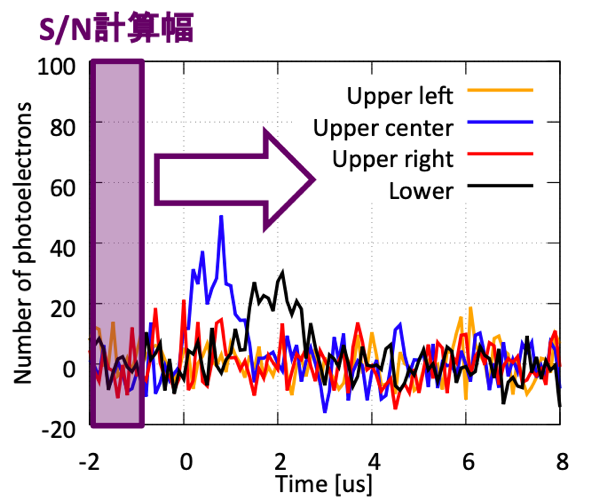 S/N計算幅
100
80
60
40
20
0
-20
Number of photoelectrons
Upper left
Upper center
Upper right
Lower
-2
0
2
4
6
8
Time [us]